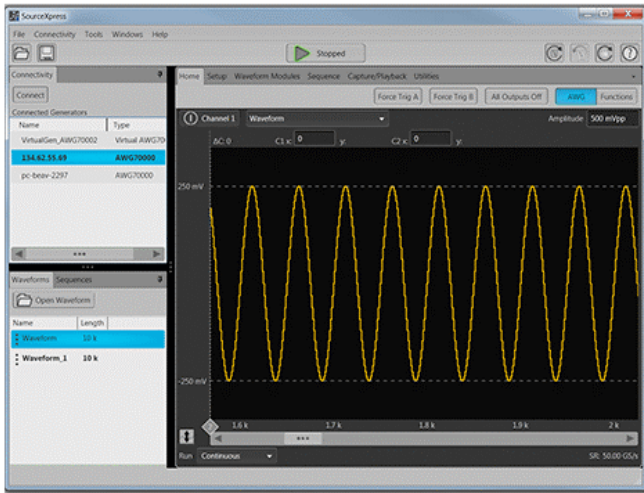 SourceXpress
File Connectivity Tools Windows Help
Stopped
Connectivity
Connect
Connected Generators
Name Type
VirtualGen_AWG70002 Virtual AWG70
134.62.55.69 AWG70000
pc-beav-2297 AWG70000
Waveforms Sequences
Open Waveform
Name Length
Waveform 10 k
Waveform_1 10 k
Home Setup Waveform Modules Sequence Capture/Playback Utilities
Force Trig A Force Trig B All Outputs Off AWG Functions
Channel 1 Waveform Amplitude 500 mVpp
ΔC: 0 C1 x: 0 y: C2 x: 0 y:
250 mV
-250 mV
1.6 k 1.7 k 1.8 k 1.9 k 2 k
Run Continuous SR: 50.00 GS/s